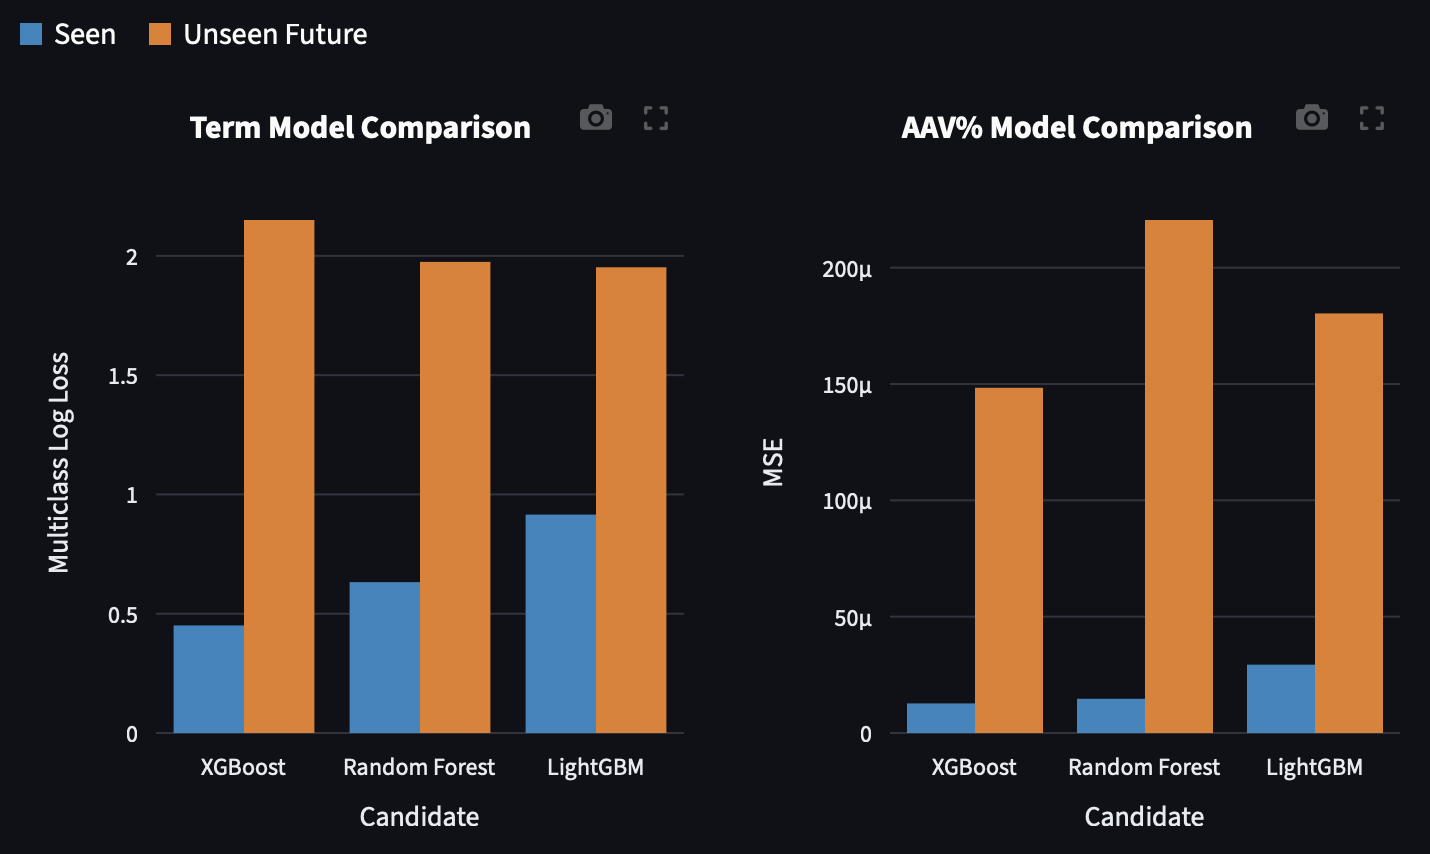 Seen Unseen Future
Term Model Comparison
Multiclass Log Loss
2
1.5
1
0.5
0
XGBoost Random Forest LightGBM
Candidate
AAV% Model Comparison
MSE
200µ
150µ
100µ
50µ
0
XGBoost Random Forest LightGBM
Candidate